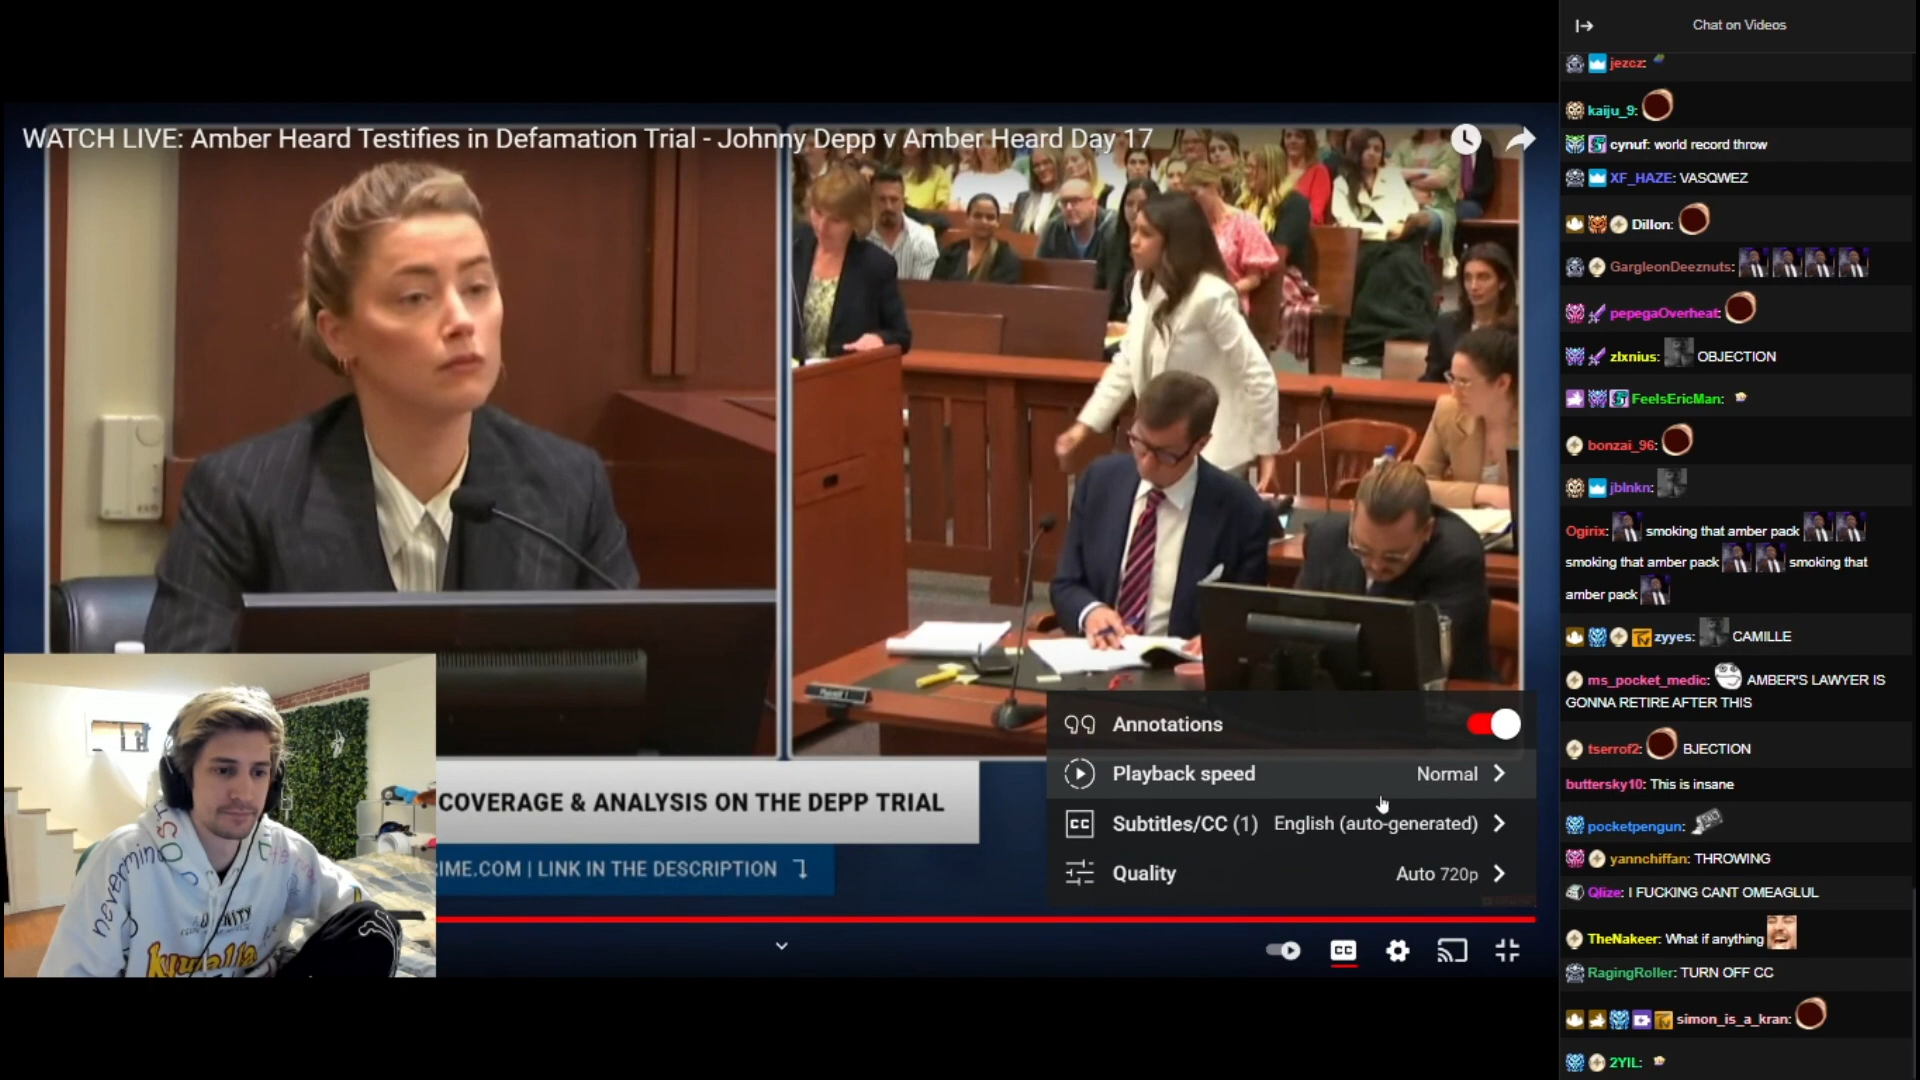 WATCH LIVE: Amber Heard Testifies in Defamation Trial - Johnny Depp v Amber Heard Day 17
COVERAGE & ANALYSIS ON THE DEPP TRIAL
IME.COM | LINK IN THE DESCRIPTION
Annotations
Playback speed Normal
CC Subtitles/CC (1) English (auto-generated)
Quality Auto 720p
CC
nevermind
Chat on Videos
jezcz:
kaiju_9:
cynuf: world record throw
XF_HAZE: VASQWEZ
Dillon:
GargleonDeeznuts:
pepegaOverheat:
zlxnius: OBJECTION
FeelsEricMan:
bonzai_96:
jblnkn:
Ogirix: smoking that amber pack
smoking that amber pack smoking that
amber pack
zyyes: CAMILLE
ms_pocket_medic: AMBER'S LAWYER IS
GONNA RETIRE AFTER THIS
tserrof2: BJECTION
buttersky10: This is insane
pocketpengun:
yannchiffan: THROWING
Qlize: I FUCKING CANT OMEAGLUL
TheNakeer: What if anything
RagingRoller: TURN OFF CC
simon_is_a_kran:
2YIL: